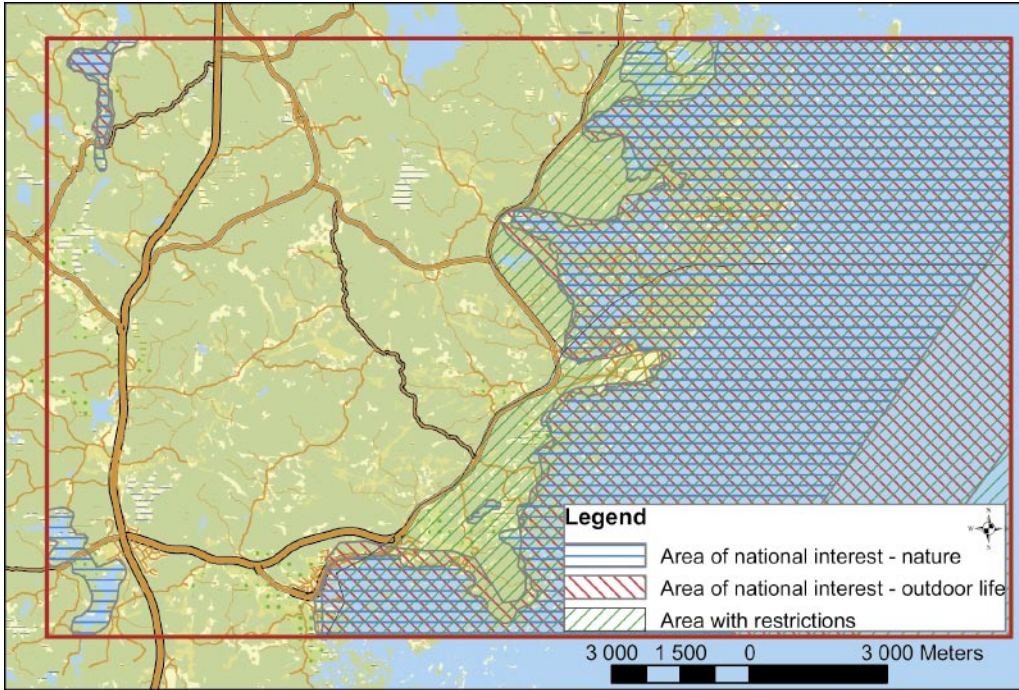 Legend
Area of national interest - nature
Area of national interest - outdoor life
Area with restrictions
N
W E
S
3 000 1 500 0 3 000 Meters